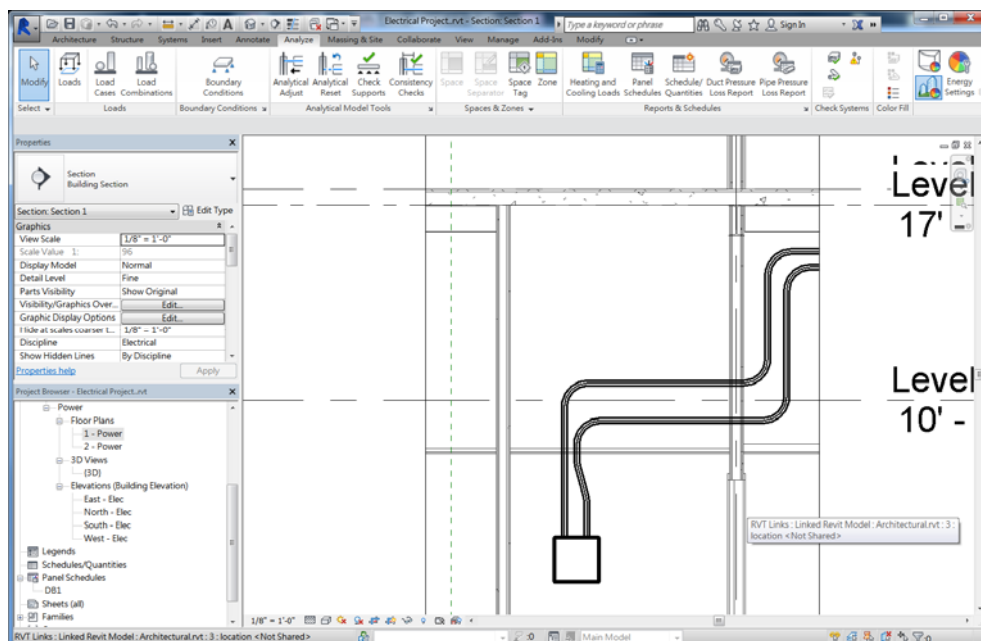 Electrical Project.rvt - Section: Section 1
Type a keyword or phrase
Sign In
Architecture Structure Systems Insert Annotate Analyze Massing & Site Collaborate View Manage Add-Ins Modify
Modify
Loads
Load Cases
Load Combinations
Boundary Conditions
Analytical Adjust
Analytical Reset
Check Supports
Consistency Checks
Space
Space Separator
Space Tag
Zone
Heating and Cooling Loads
Panel Schedules
Schedule/ Quantities
Duct Pressure Loss Report
Pipe Pressure Loss Report
Energy Settings
Select
Loads
Boundary Conditions
Analytical Model Tools
Spaces & Zones
Reports & Schedules
Check Systems
Color Fill
Properties
Section
Building Section
Section: Section 1
Edit Type
Graphics
View Scale 1/8" = 1'-0"
Scale Value 1: 96
Display Model Normal
Detail Level Fine
Parts Visibility Show Original
Visibility/Graphics Over... Edit...
Graphic Display Options Edit...
Hide at scales coarser t... 1/8" = 1'-0"
Discipline Electrical
Show Hidden Lines By Discipline
Properties help
Apply
Project Browser - Electrical Project..rvt
Power
Floor Plans
1 - Power
2 - Power
3D Views
{3D}
Elevations (Building Elevation)
East - Elec
North - Elec
South - Elec
West - Elec
Legends
Schedules/Quantities
Panel Schedules
DB1
Sheets (all)
Families
Level
17'
Level
10' -
RVT Links : Linked Revit Model : Architectural.rvt : 3 :
location <Not Shared>
1/8" = 1'-0"
RVT Links : Linked Revit Model : Architectural.rvt : 3 : location <Not Shared>
:0
Main Model
:0